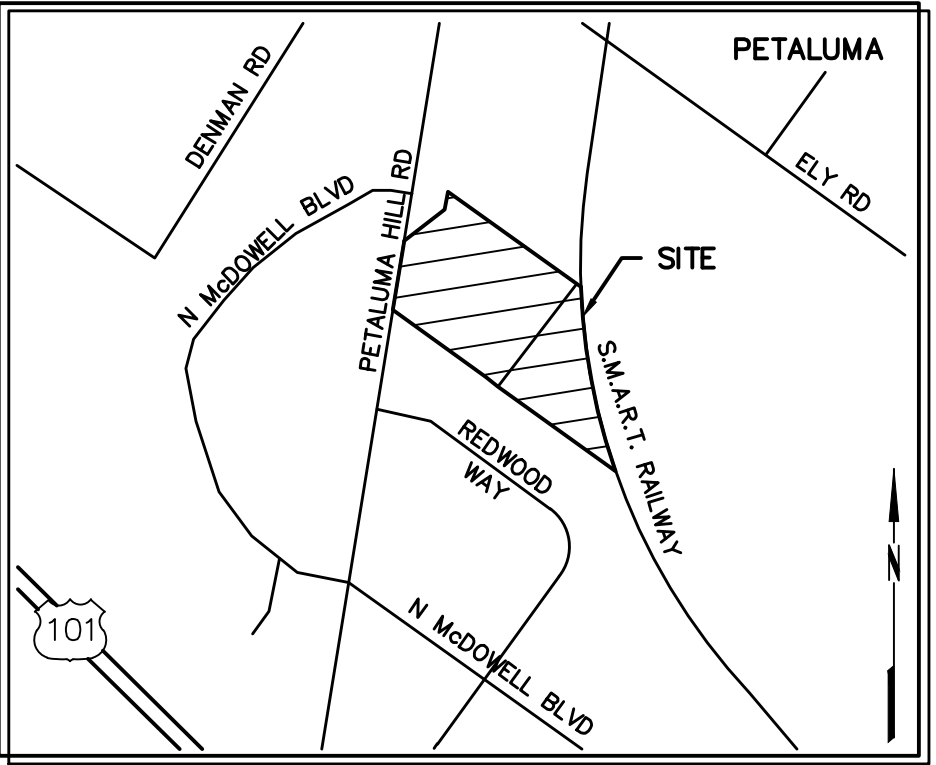 PETALUMA
DENMAN RD
ELY RD
N McDOWELL BLVD
PETALUMA HILL RD
SITE
S.M.A.R.T. RAILWAY
REDWOOD
WAY
N
101
N McDOWELL BLVD